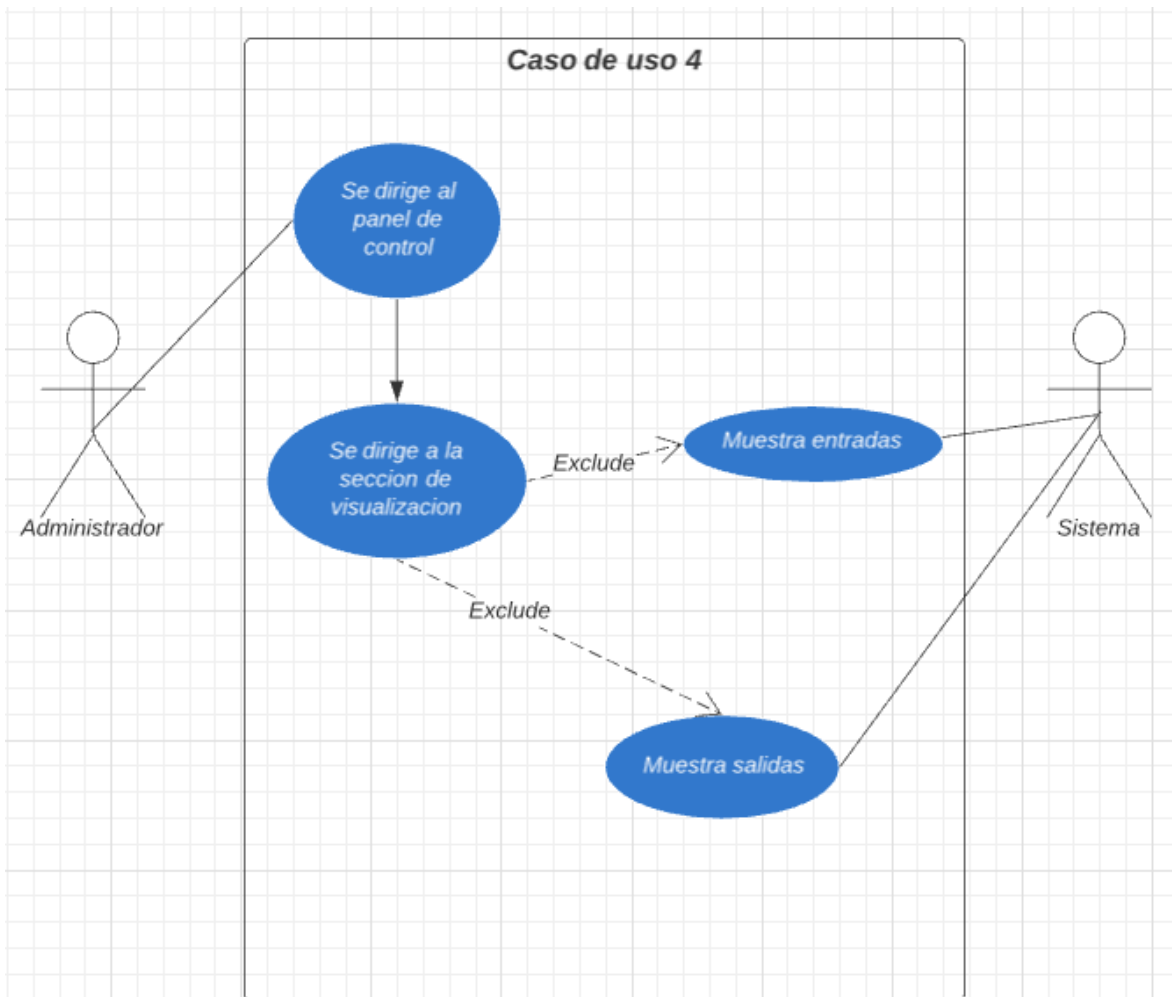 Caso de uso 4
Se dirige al
panel de
control
Se dirige a la
seccion de
visualizacion
Exclude
Muestra entradas
Administrador
Sistema
Exclude
Muestra salidas